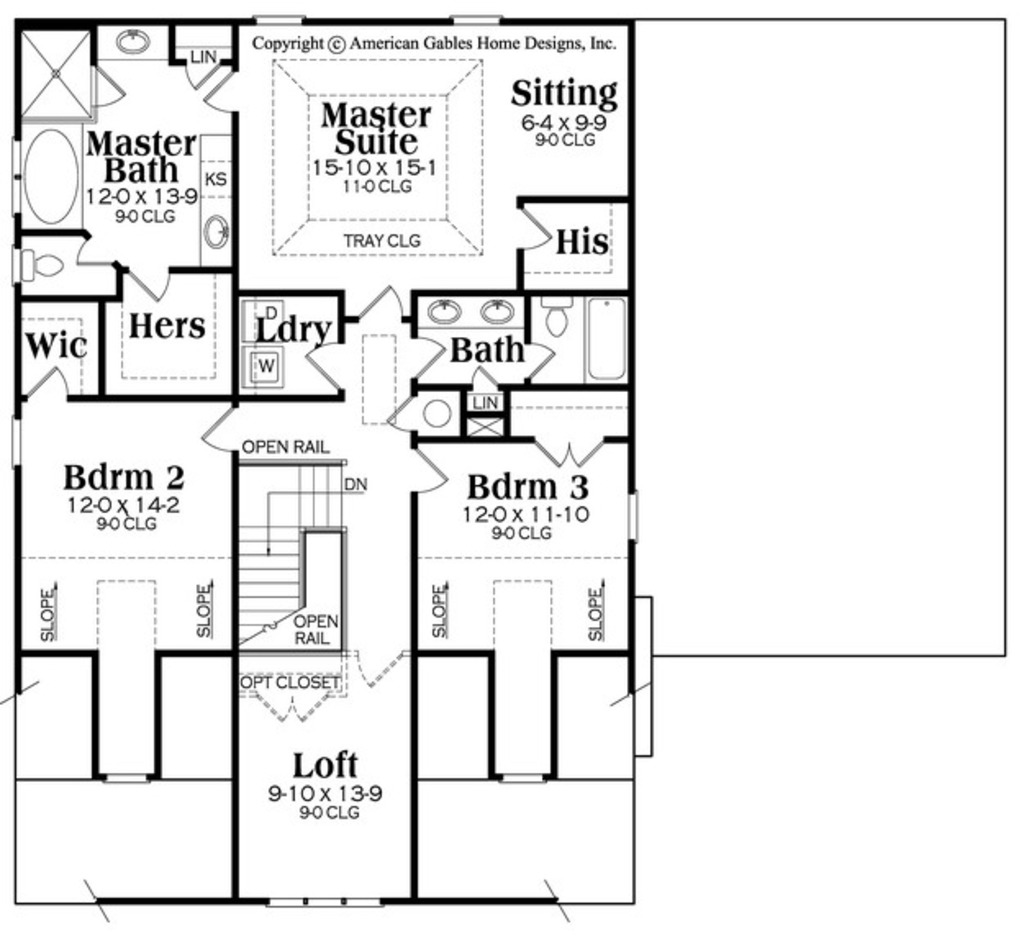 Copyright © American Gables Home Designs, Inc.
LIN
Master
Bath
12-0 x 13-9
9-0 CLG
KS
Master
Suite
15-10 x 15-1
11-0 CLG
TRAY CLG
Sitting
6-4 x 9-9
9-0 CLG
His
Wic
Hers
D
Ldry
W
Bath
LIN
OPEN RAIL
DN
Bdrm 2
12-0 x 14-2
9-0 CLG
SLOPE
SLOPE
OPEN
RAIL
Bdrm 3
12-0 x 11-10
9-0 CLG
SLOPE
SLOPE
OPT CLOSET
Loft
9-10 x 13-9
9-0 CLG